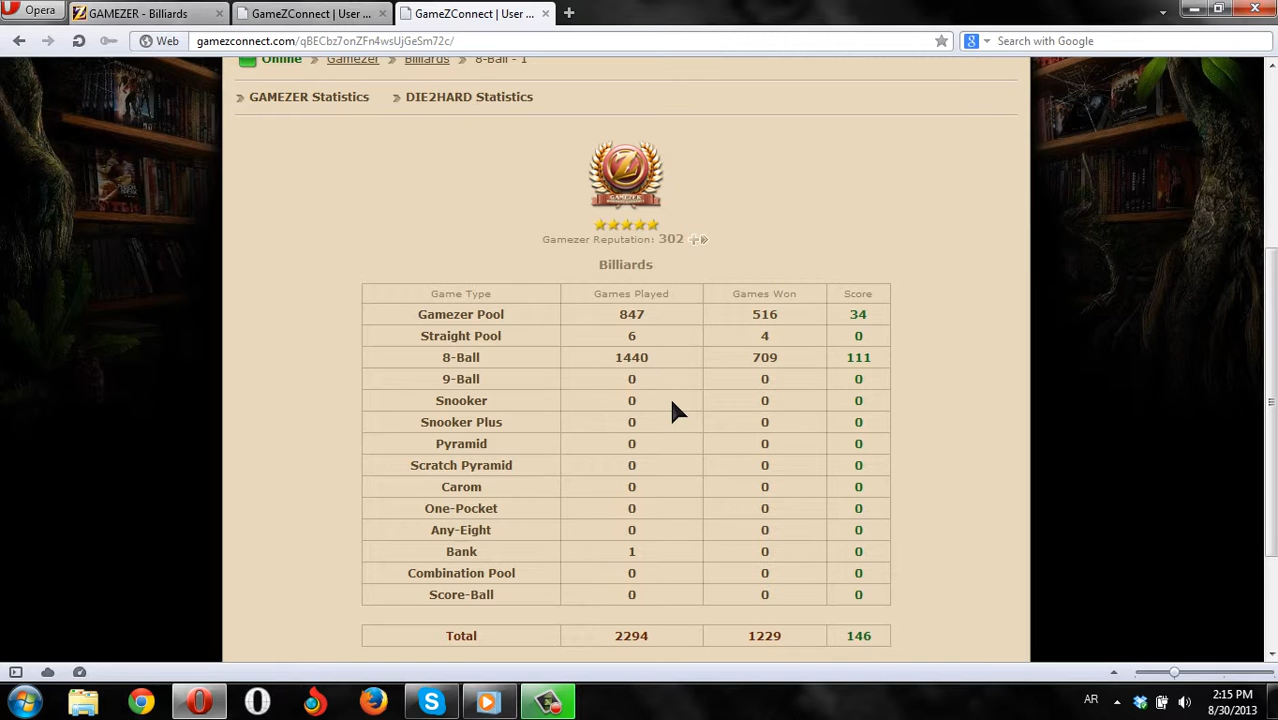 Opera
GAMEZER - Billiards
GameZConnect | User ...
GameZConnect | User ...
Web
gamezconnect.com/qBECbz7onZFn4wsUjGeSm72c/
Search with Google
Online Gamezer Billiards 8-Ball - 1
GAMEZER Statistics DIE2HARD Statistics
Z
GAMEZER
Gamezer Reputation: 302
Billiards
Game Type Games Played Games Won Score
Gamezer Pool 847 516 34
Straight Pool 6 4 0
8-Ball 1440 709 111
9-Ball 0 0 0
Snooker 0 0 0
Snooker Plus 0 0 0
Pyramid 0 0 0
Scratch Pyramid 0 0 0
Carom 0 0 0
One-Pocket 0 0 0
Any-Eight 0 0 0
Bank 1 0 0
Combination Pool 0 0 0
Score-Ball 0 0 0
Total 2294 1229 146
AR
2:15 PM
8/30/2013